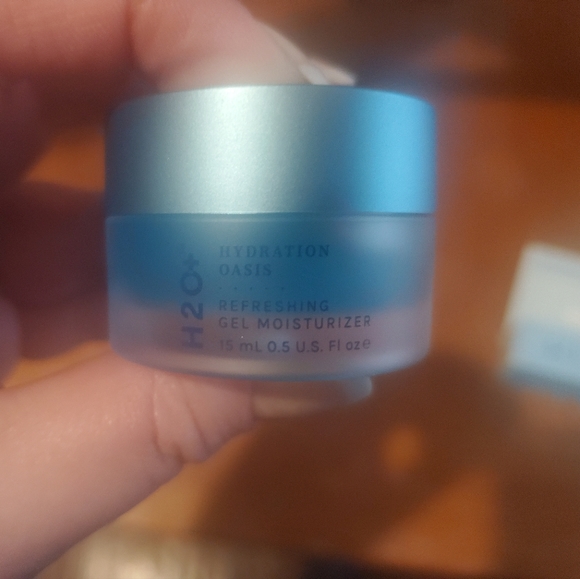 H2O+
HYDRATION
OASIS
REFRESHING
GEL MOISTURIZER
15 mL 0.5 U.S. Fl oz e